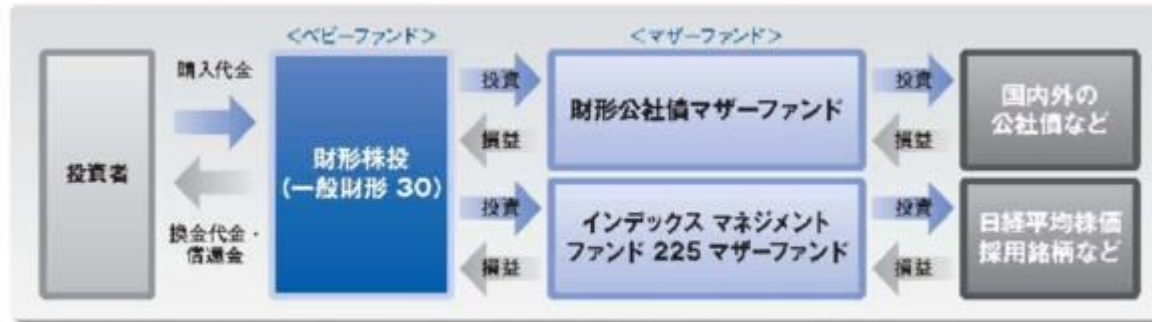 <ベビーファンド>
<マザーファンド>
投資者
購入代金
換金代金・
償還金
財形株投
(一般財形 30)
投資
損益
財形公社債マザーファンド
投資
損益
国内外の
公社債など
投資
損益
インデックス マネジメント
ファンド 225 マザーファンド
投資
損益
日経平均株価
採用銘柄など